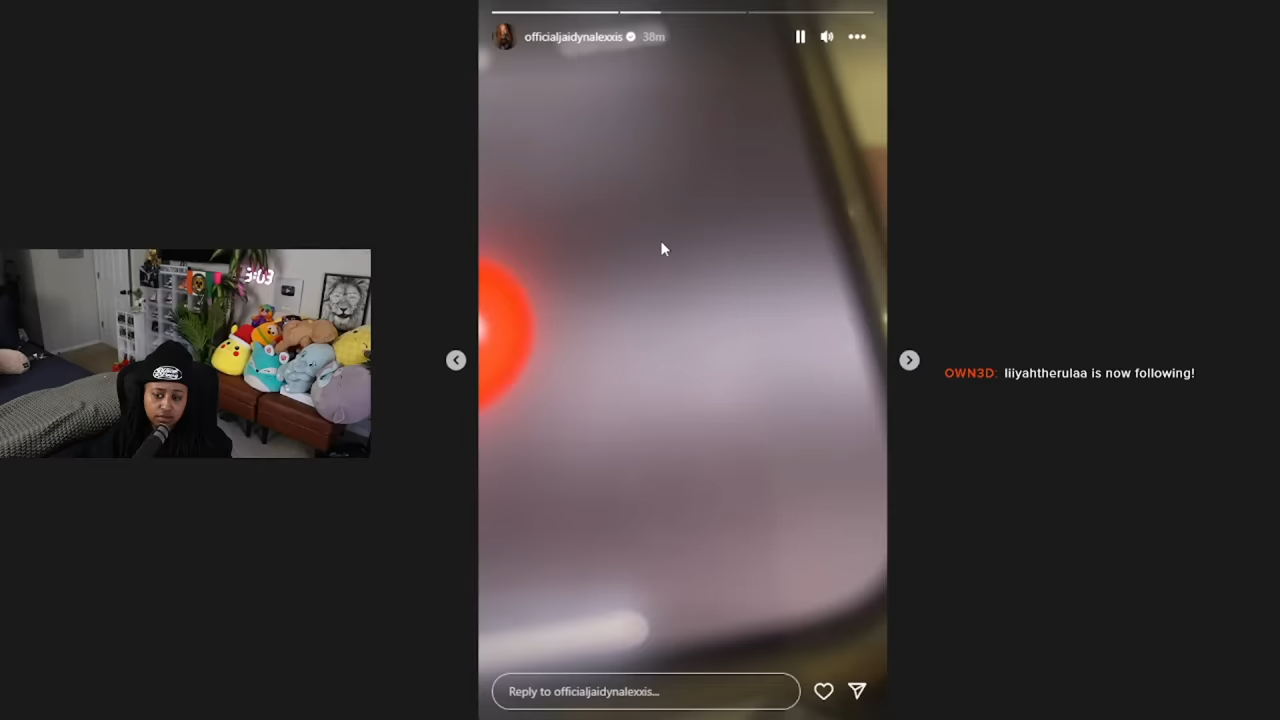 officialjaidynalexxis 38m
3:03
OWN3D: liiyahtherulaa is now following!
Reply to officialjaidynalexxis...